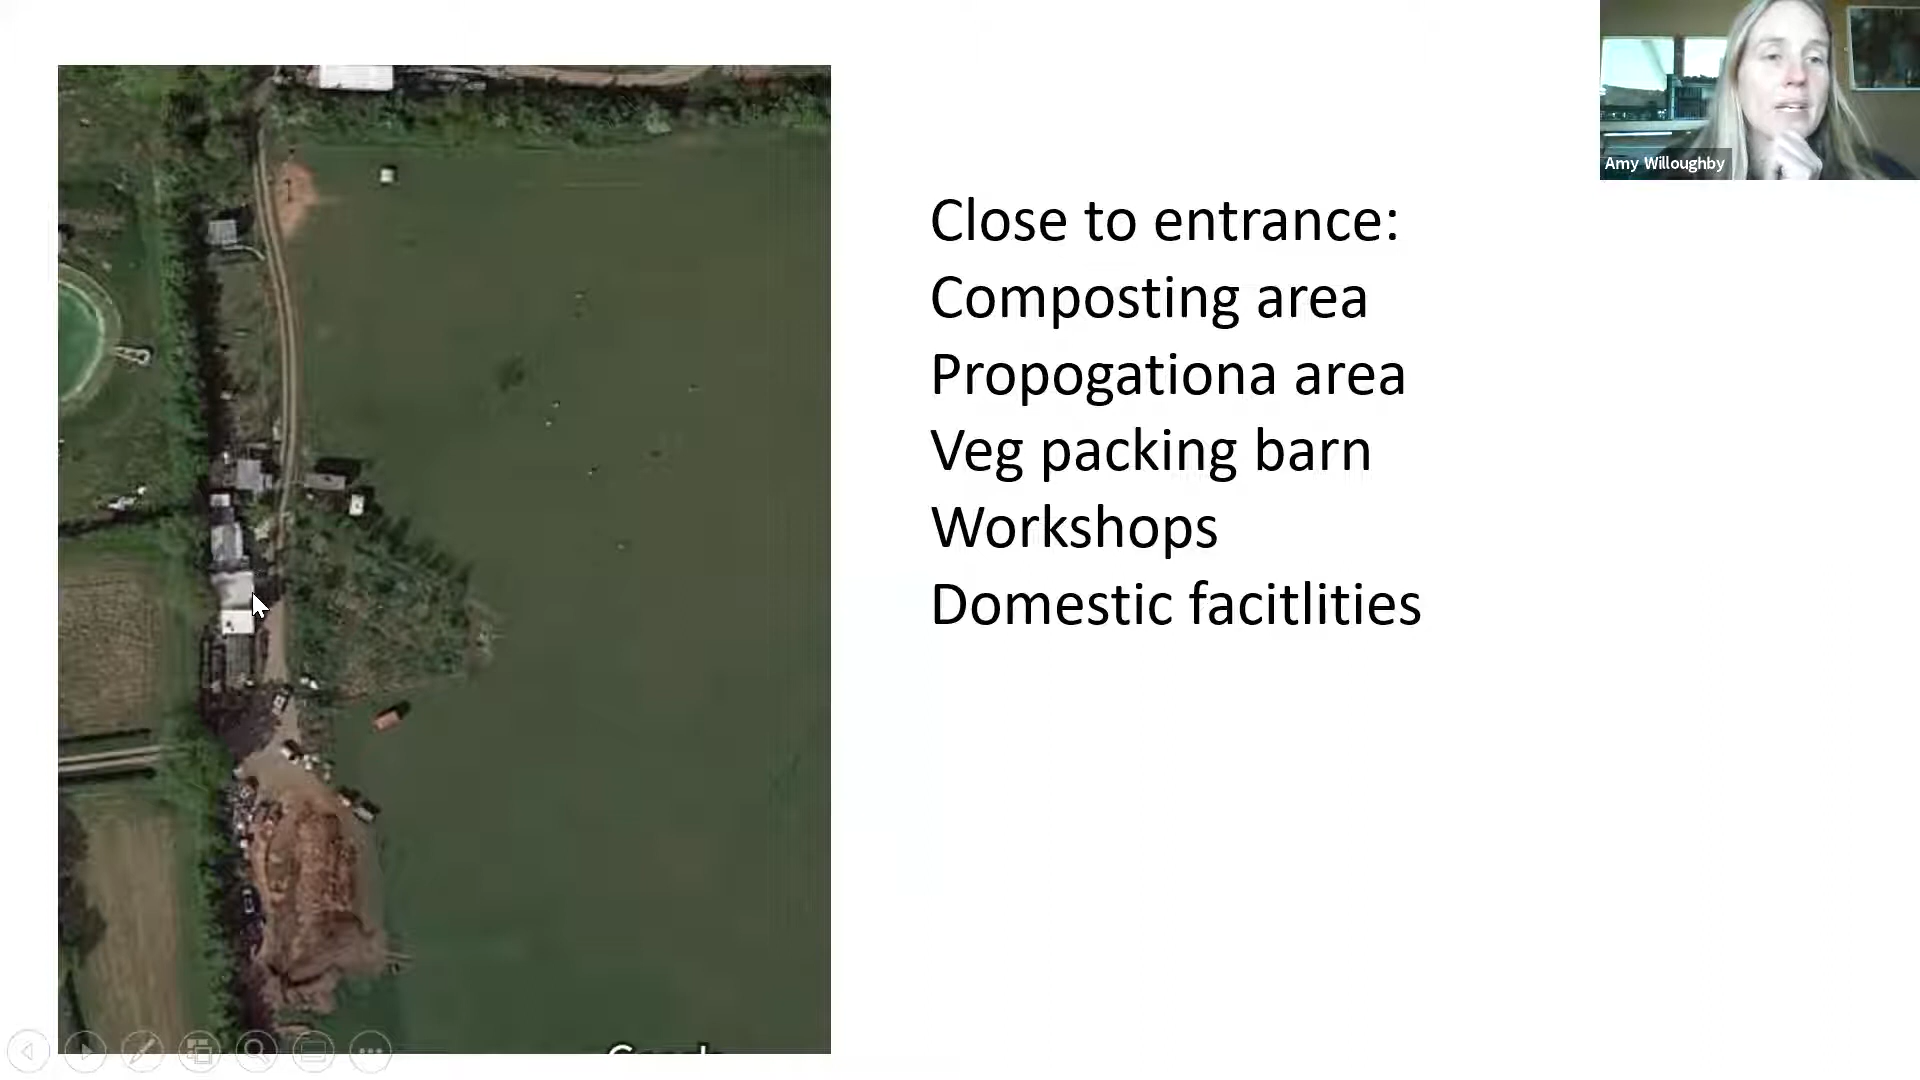 Amy Willoughby
Close to entrance:
Composting area
Propogationa area
Veg packing barn
Workshops
Domestic facitlities